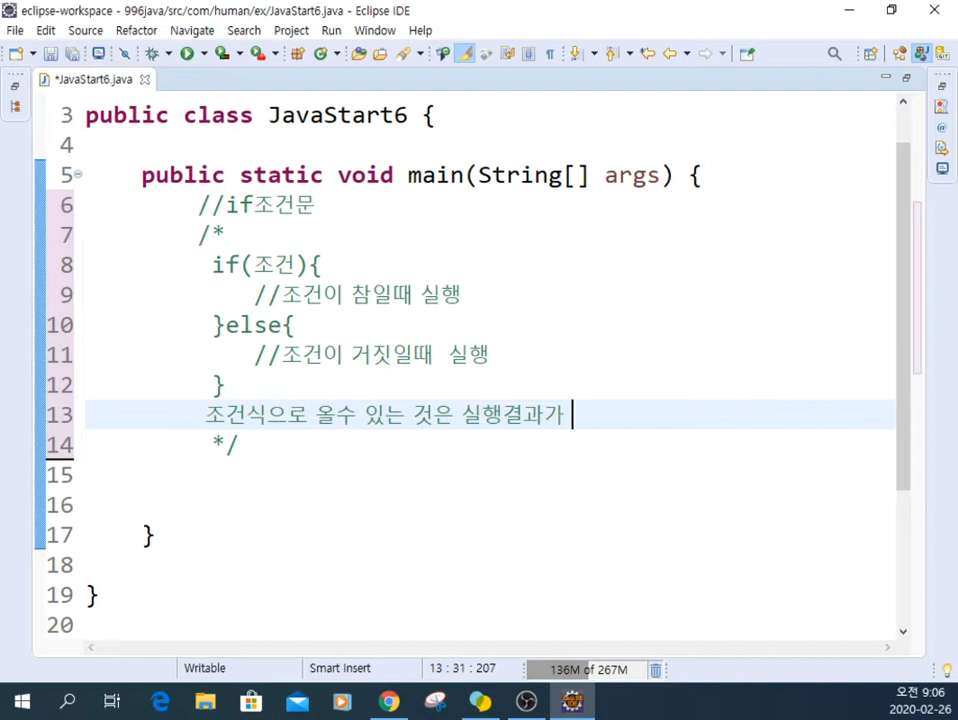 eclipse-workspace - 996java/src/com/human/ex/JavaStart6.java - Eclipse IDE
File Edit Source Refactor Navigate Search Project Run Window Help
*JavaStart6.java
3 public class JavaStart6 {
4
5 public static void main(String[] args) {
6 //if조건문
7 /*
8 if(조건){
9 //조건이 참일때 실행
10 }else{
11 //조건이 거짓일때  실행
12 }
13 조건식으로 올수 있는 것은 실행결과가
14 */
15
16
17 }
18
19 }
20
Writable Smart Insert 13 : 31 : 207 136M of 267M
오전 9:06
2020-02-26